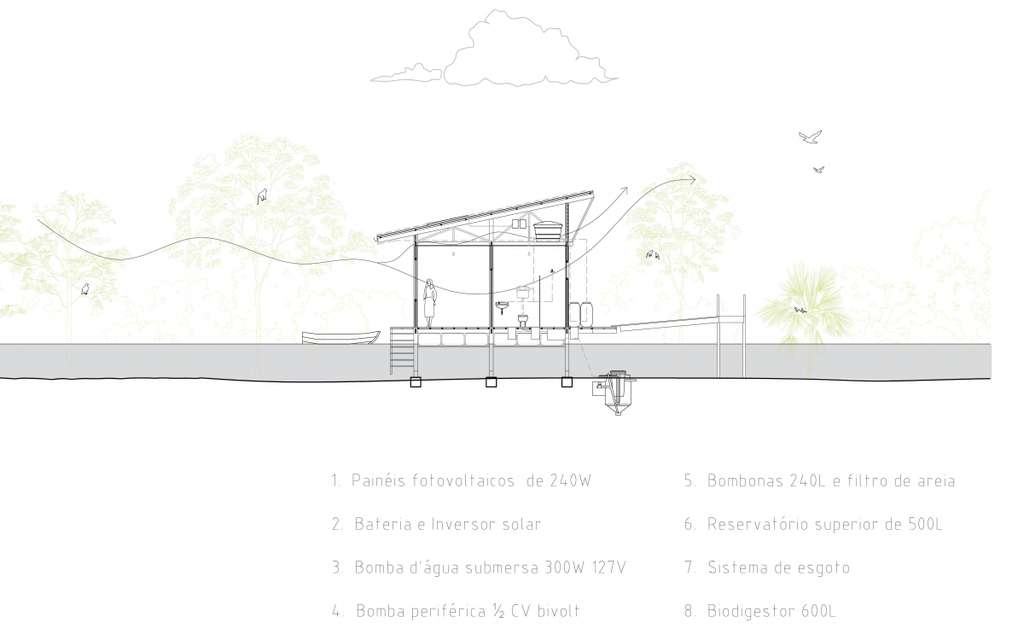 1. Painéis fotovoltaicos de 240W
2. Bateria e Inversor solar
3. Bomba d'água submersa 300W 127V
4. Bomba periférica ½ CV bivolt
5. Bombonas 240L e filtro de areia
6. Reservatório superior de 500L
7. Sistema de esgoto
8. Biodigestor 600L